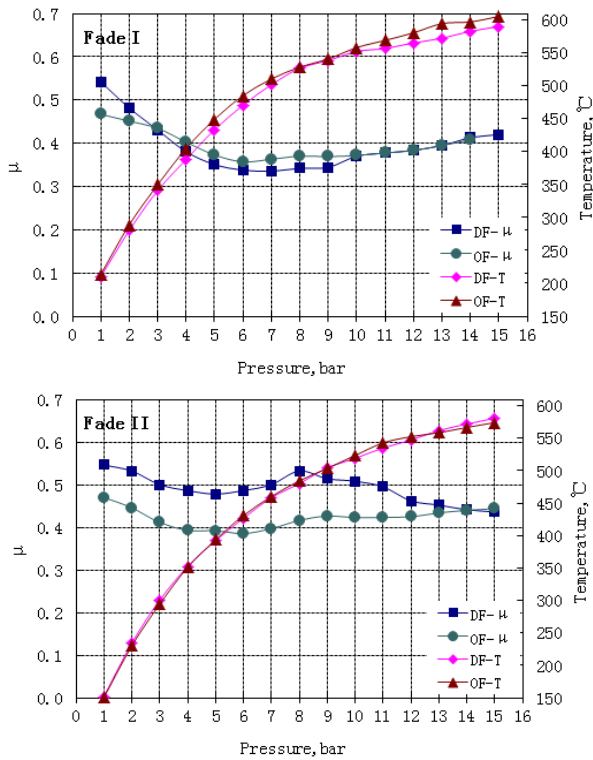 Fade I
0.7
0.6
0.5
0.4
0.3
0.2
0.1
0.0
μ
600
550
500
450
400
350
300
250
200
150
Temperature,℃
DF-μ
OF-μ
DF-T
OF-T
0 1 2 3 4 5 6 7 8 9 10 11 12 13 14 15 16
Pressure,bar
Fade II
0.7
0.6
0.5
0.4
0.3
0.2
0.1
0.0
μ
600
550
500
450
400
350
300
250
200
150
Temperature,℃
DF-μ
OF-μ
DF-T
OF-T
0 1 2 3 4 5 6 7 8 9 10 11 12 13 14 15 16
Pressure,bar